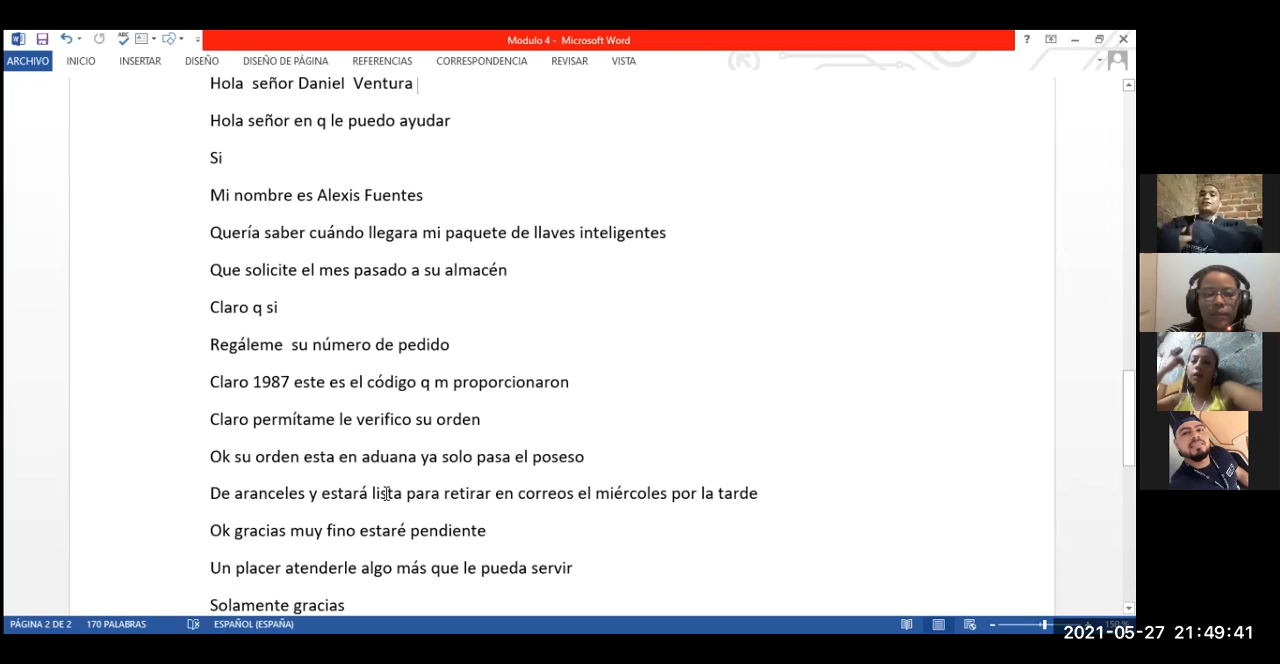 Modulo 4 - Microsoft Word
ARCHIVO INICIO INSERTAR DISEÑO DISEÑO DE PÁGINA REFERENCIAS CORRESPONDENCIA REVISAR VISTA
Hola señor Daniel Ventura
Hola señor en q le puedo ayudar
Si
Mi nombre es Alexis Fuentes
Quería saber cuándo llegara mi paquete de llaves inteligentes
Que solicite el mes pasado a su almacén
Claro q si
Regáleme su número de pedido
Claro 1987 este es el código q m proporcionaron
Claro permítame le verifico su orden
Ok su orden esta en aduana ya solo pasa el poseso
De aranceles y estará lista para retirar en correos el miércoles por la tarde
Ok gracias muy fino estaré pendiente
Un placer atenderle algo más que le pueda servir
Solamente gracias
PÁGINA 2 DE 2 170 PALABRAS ESPAÑOL (ESPAÑA) 150 %
2021-05-27 21:49:41